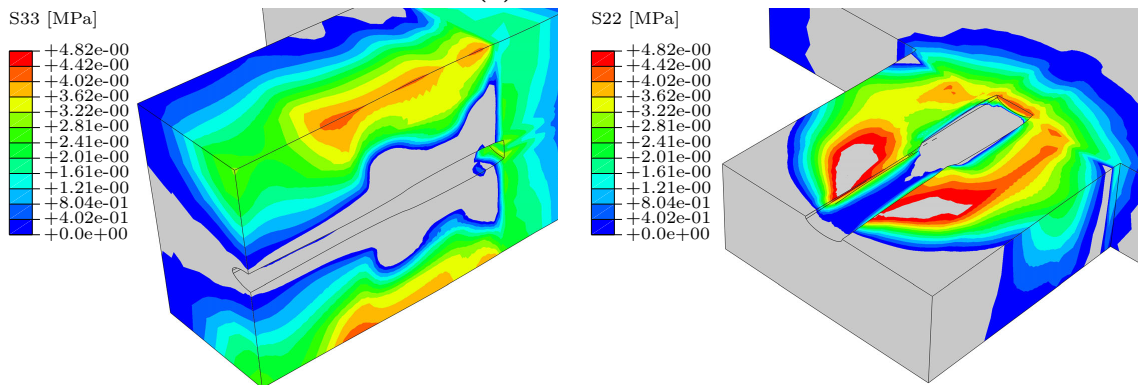 S33 [MPa]
+4.82e-00
+4.42e-00
+4.02e-00
+3.62e-00
+3.22e-00
+2.81e-00
+2.41e-00
+2.01e-00
+1.61e-00
+1.21e-00
+8.04e-01
+4.02e-01
+0.0e+00
S22 [MPa]
+4.82e-00
+4.42e-00
+4.02e-00
+3.62e-00
+3.22e-00
+2.81e-00
+2.41e-00
+2.01e-00
+1.61e-00
+1.21e-00
+8.04e-01
+4.02e-01
+0.0e+00